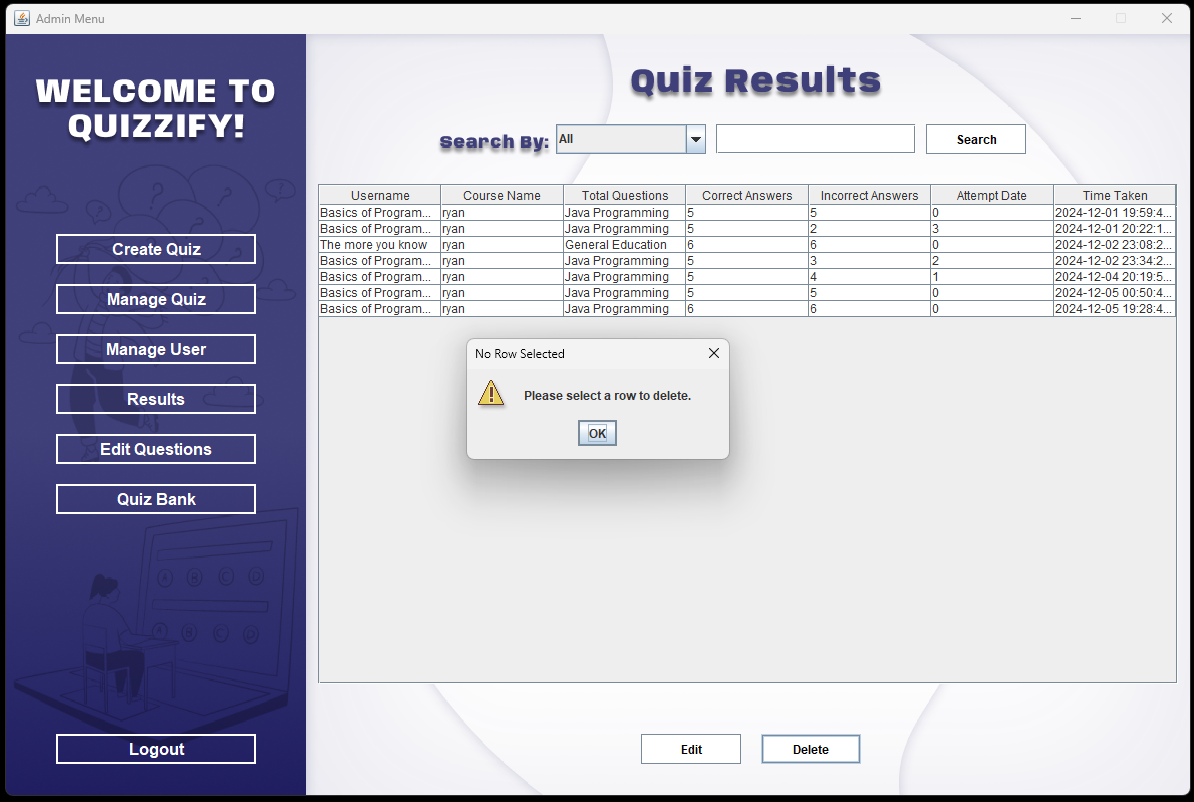 Admin Menu
WELCOME TO
QUIZZIFY!
Create Quiz
Manage Quiz
Manage User
Results
Edit Questions
Quiz Bank
Logout
Quiz Results
Search By: All Search
Username Course Name Total Questions Correct Answers Incorrect Answers Attempt Date Time Taken
Basics of Program... ryan Java Programming 5 5 0 2024-12-01 19:59:4...
Basics of Program... ryan Java Programming 5 2 3 2024-12-01 20:22:1...
The more you know ryan General Education 6 6 0 2024-12-02 23:08:2...
Basics of Program... ryan Java Programming 5 3 2 2024-12-02 23:34:2...
Basics of Program... ryan Java Programming 5 4 1 2024-12-04 20:19:5...
Basics of Program... ryan Java Programming 5 5 0 2024-12-05 00:50:4...
Basics of Program... ryan Java Programming 6 6 0 2024-12-05 19:28:4...
No Row Selected
Please select a row to delete.
OK
Edit Delete
A B C D
A B C D